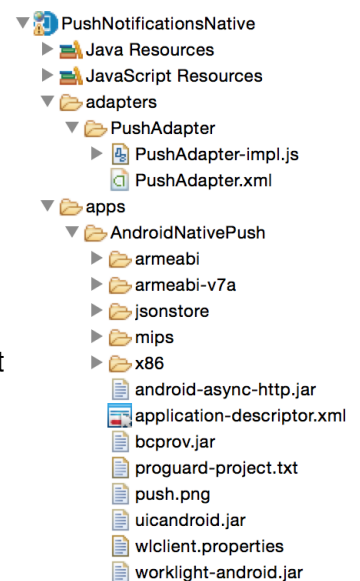 PushNotificationsNative
Java Resources
JavaScript Resources
adapters
PushAdapter
PushAdapter-impl.js
PushAdapter.xml
apps
AndroidNativePush
armeabi
armeabi-v7a
jsonstore
mips
t
x86
android-async-http.jar
application-descriptor.xml
bcprov.jar
proguard-project.txt
push.png
uicandroid.jar
wlclient.properties
worklight-android.jar